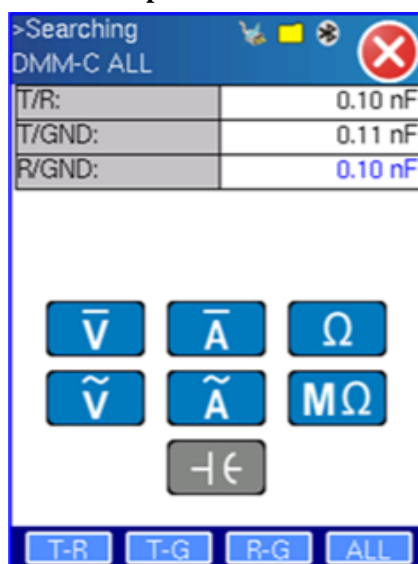 >Searching
DMM-C ALL
T/R: 0.10 nF
T/GND: 0.11 nF
R/GND: 0.10 nF
V A Ω
V A MΩ
T-R T-G R-G ALL